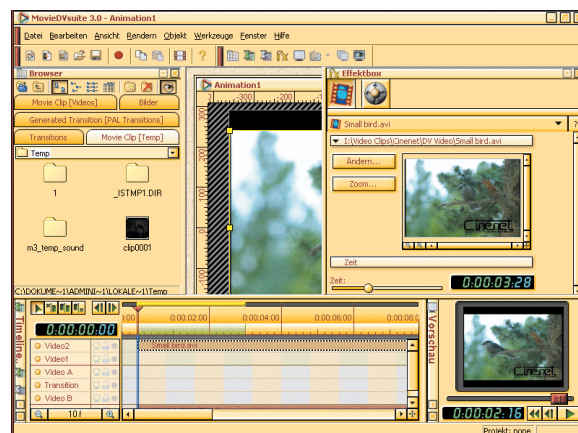 MovieDVsuite 3.0 - Animation1
Datei Bearbeiten Ansicht Rendern Objekt Werkzeuge Fenster Hilfe
Browser
Movie Clip [Videos]
Bilder
Generated Transition [PAL Transitions]
Transitions
Movie Clip [Temp]
Temp
1
_ISTMP1.DIR
m3_temp_sound
clip0001
C:\DOKUME~1\ADMINI~1\LOKALE~1\Temp
Animation1
-300
-200
300
200
100
0
-100
Effektbox
Small bird.avi
I:\Video Clips\Cinenet\DV Video\Small bird.avi
Ändern...
Zoom...
Cinenet
Zeit
Zeit:
0:00:03:28
Timeline
0:00:00:00
0:00:02:00
0:00:04:00
0:00:06:00
Video2
Small bird.avi
Video1
Video A
Transition
Video B
10 f
Vorschau
Cinenet
0:00:02:16
Projekt: none